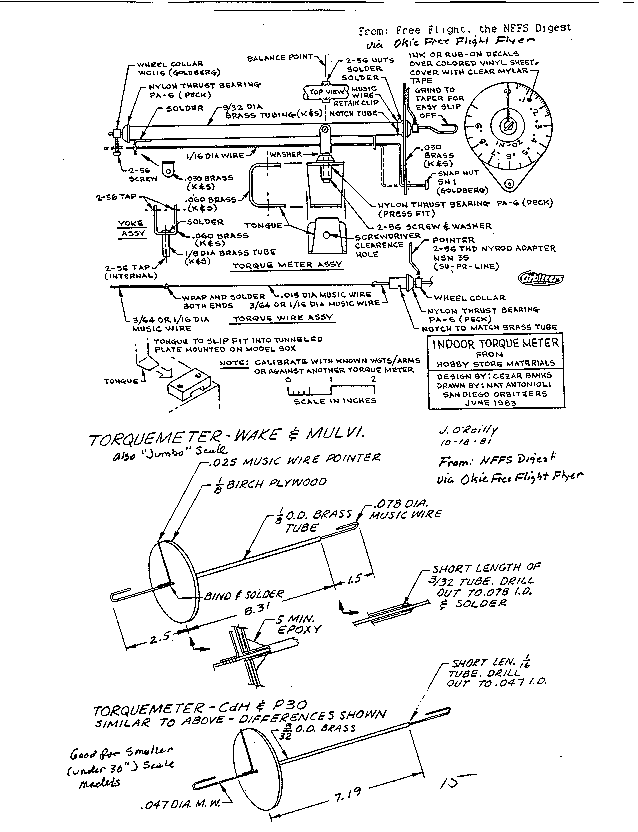 From: Free Flight, the NFFS Digest
via Okie Free Flight Flyer
WHEEL COLLAR
WC116 (GOLDBERG)
NYLON THRUST BEARING
PA-6 (PECK)
SOLDER
9/32 DIA
BRASS TUBING (K&S)
BALANCE POINT
2-56 NUTS
SOLDER
SOLDER
TOP VIEW
MUSIC
WIRE
RETAIN CLIP
NOTCH TUBE
INK OR RUB-ON DECALS
OVER COLORED VINYL SHEET.
COVER WITH CLEAR MYLAR
TAPE
GRIND TO
TAPER FOR
EASY SLIP
OFF
IN-OZ
1/16 DIA WIRE
WASHER
.030
BRASS
(K&S)
SNAP NUT
SN 1
(GOLDBERG)
2-56
SCREW
.030 BRASS
(K&S)
2-56 TAP
.060 BRASS
(K&S)
SOLDER
YOKE
ASSY
.060 BRASS
(K&S)
1/8 DIA BRASS TUBE
(K&S)
2-56 TAP
(INTERNAL)
TONGUE
NYLON THRUST BEARING PA-6 (PECK)
(PRESS FIT)
2-56 SCREW & WASHER
SCREWDRIVER
CLEARANCE
HOLE
TORQUE METER ASSY
POINTER
2-56 THD NYROD ADAPTER
NSN 35
(SU-PR-LINE)
Orbiteers
WRAP AND SOLDER
BOTH ENDS
.015 DIA MUSIC WIRE
3/64 OR 1/16 DIA
3/64 OR 1/16 DIA
MUSIC WIRE
TORQUE WIRE ASSY
WHEEL COLLAR
NYLON THRUST BEARING
PA-6 (PECK)
NOTCH TO MATCH BRASS TUBE
TONGUE TO SLIP FIT INTO TUNNELED
PLATE MOUNTED ON MODEL BOX
TONGUE
NOTE: CALIBRATE WITH KNOWN WGTS/ARMS
OR AGAINST ANOTHER TORQUE METER
0 1 2
SCALE IN INCHES
INDOOR TORQUE METER
FROM
HOBBY STORE MATERIALS
DESIGN BY: CEZAR BANKS
DRAWN BY: NAT ANTONIOLI
SAN DIEGO ORBITEERS
JUNE 1983
TORQUEMETER-WAKE & MULVI.
Also "Jumbo" Scale
J. O'Reilly
10-18-81
From: NFFS Digest
via Okie Free Flight Flyer
.025 MUSIC WIRE POINTER
1/8 BIRCH PLYWOOD
1/8 O.D. BRASS
TUBE
.078 DIA.
MUSIC WIRE
BIND & SOLDER
8.31
1.5
2.5
5 MIN.
EPOXY
SHORT LENGTH OF
3/32 TUBE. DRILL
OUT TO .078 I.D.
& SOLDER
SHORT LEN. 1/16
TUBE. DRILL
OUT TO .047 I.D.
TORQUEMETER-CdH & P30
SIMILAR TO ABOVE-DIFFERENCES SHOWN
3/32 O.D. BRASS
Good for Smaller
(under 30") Scale
Models
.047 DIA. M.W.
7.19
15